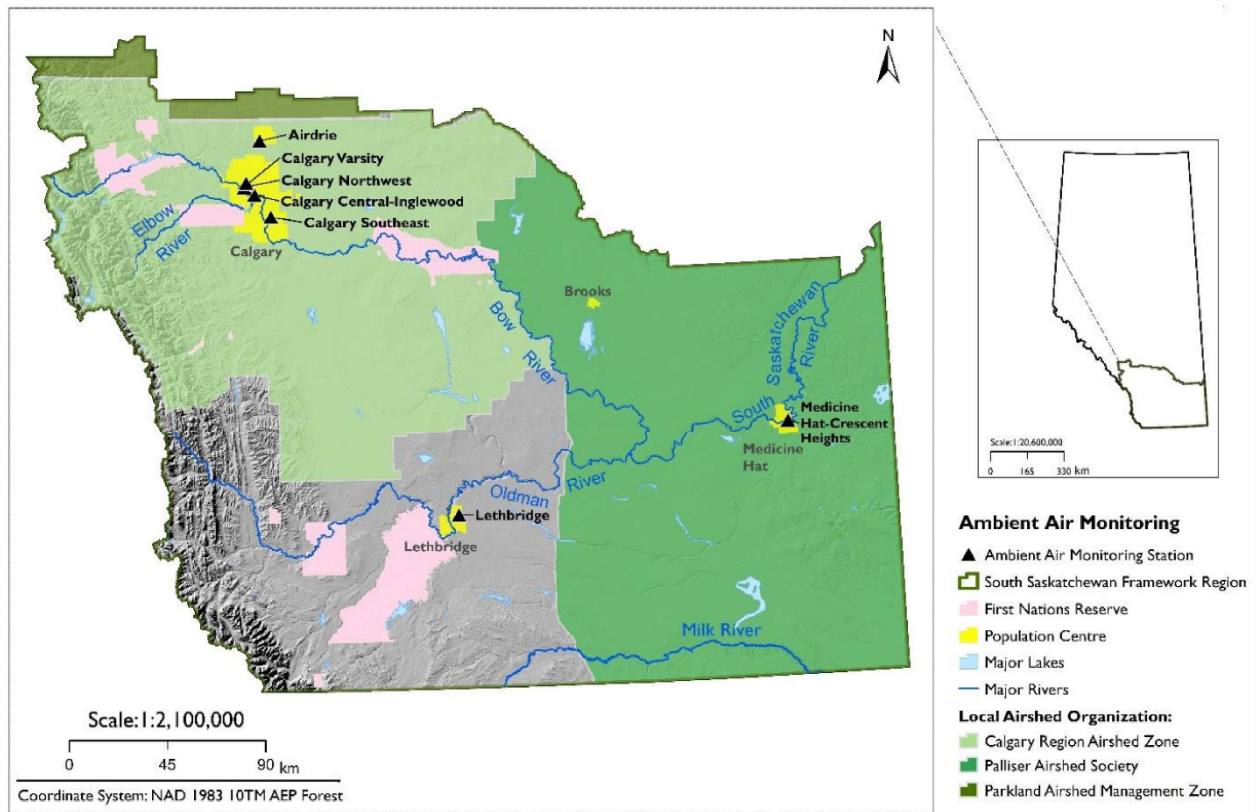 N
Airdrie
Calgary Varsity
Calgary Northwest
Calgary Central-Inglewood
Calgary Southeast
Elbow
River
Calgary
Brooks
Bow
River
South
Saskatchewan
River
Medicine
Hat-Crescent
Heights
Medicine
Hat
Oldman
River
Lethbridge
Lethbridge
Milk River
Scale:1:2,100,000
0 45 90 km
Coordinate System: NAD 1983 10TM AEP Forest
Scale:1:20,600,000
0 165 330 km
Ambient Air Monitoring
Ambient Air Monitoring Station
South Saskatchewan Framework Region
First Nations Reserve
Population Centre
Major Lakes
Major Rivers
Local Airshed Organization:
Calgary Region Airshed Zone
Palliser Airshed Society
Parkland Airshed Management Zone